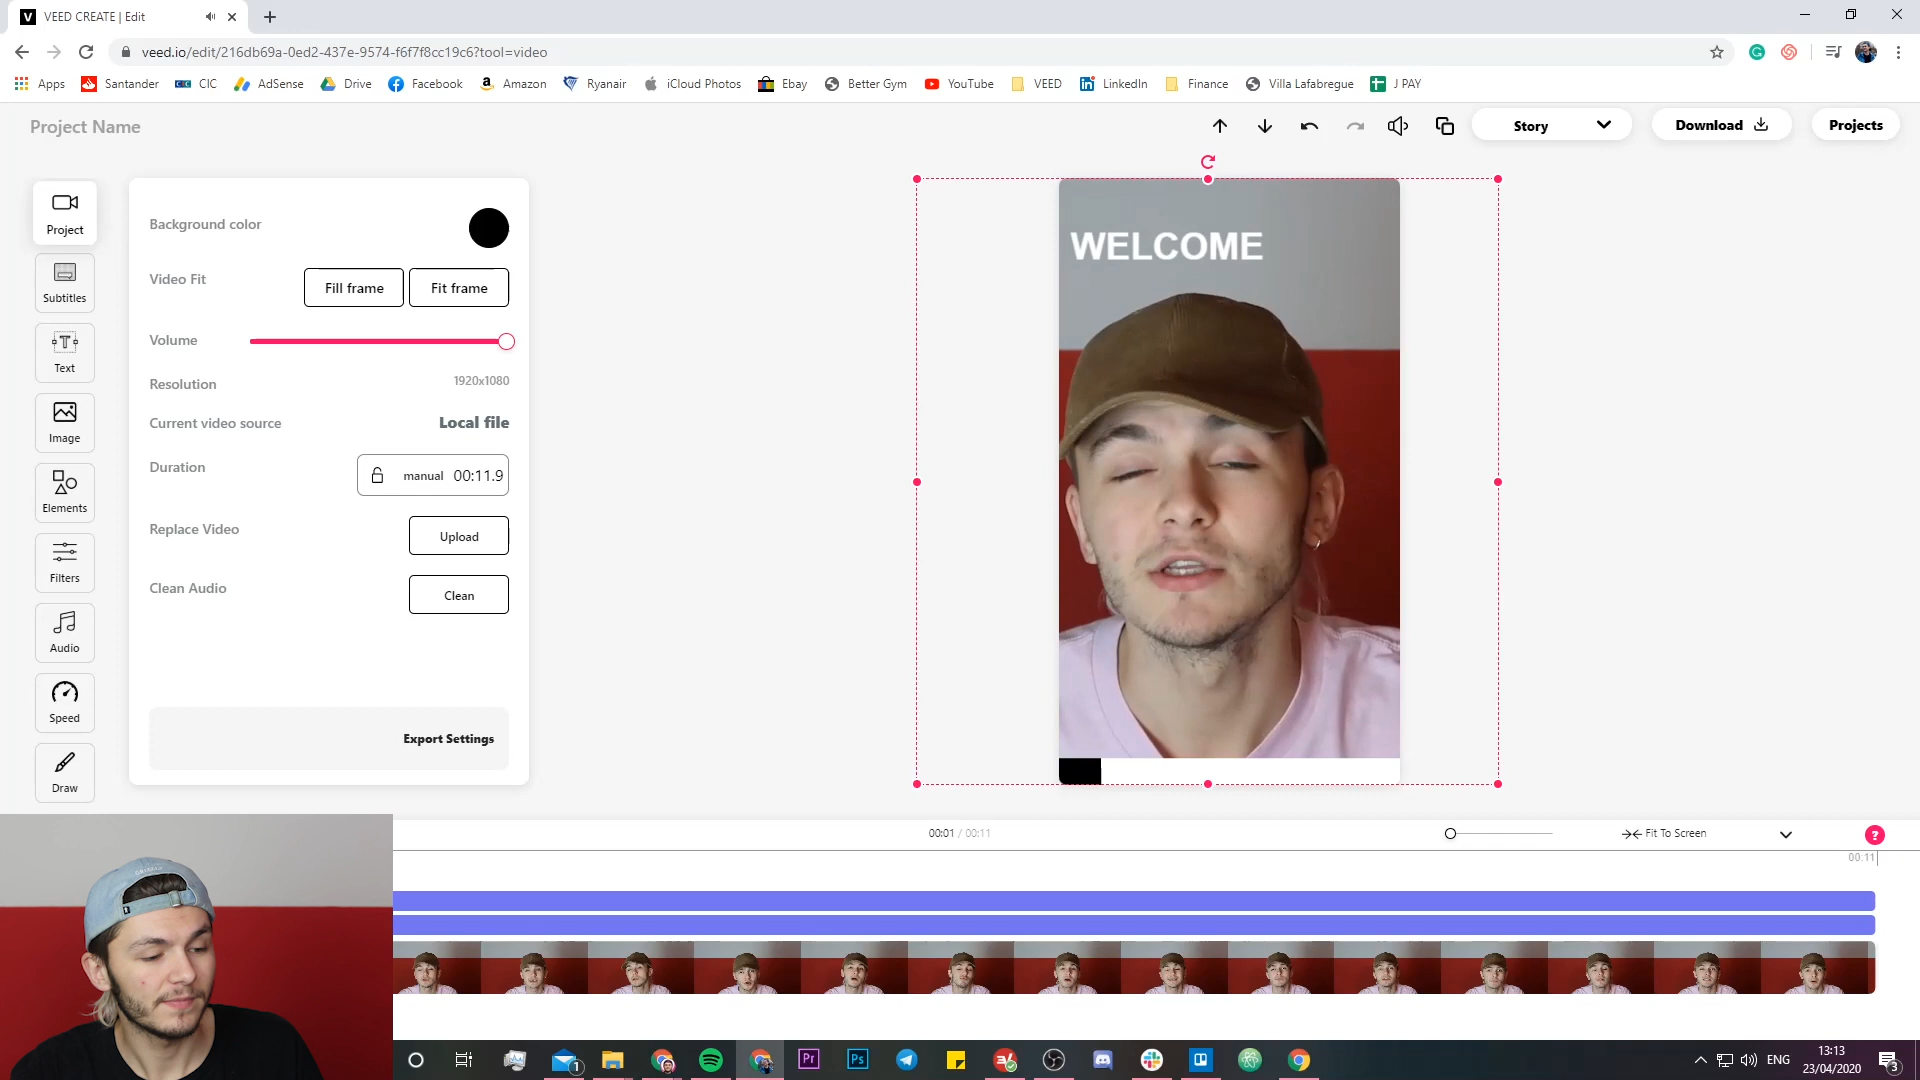 V VEED CREATE | Edit
veed.io/edit/216db69a-0ed2-437e-9574-f6f7f8cc19c6?tool=video
Apps Santander CIC AdSense Drive Facebook Amazon Ryanair iCloud Photos Ebay Better Gym YouTube VEED LinkedIn Finance Villa Lafabregue J PAY
Project Name
Story
Download
Projects
Project
Subtitles
Text
Image
Elements
Filters
Audio
Speed
Draw
Background color
Video Fit
Fill frame
Fit frame
Volume
Resolution
1920x1080
Current video source
Local file
Duration
manual 00:11.9
Replace Video
Upload
Clean Audio
Clean
Export Settings
WELCOME
00:01 / 00:11
Fit To Screen
?
00:11
1
Pr
Ps
ENG
13:13
23/04/2020
3